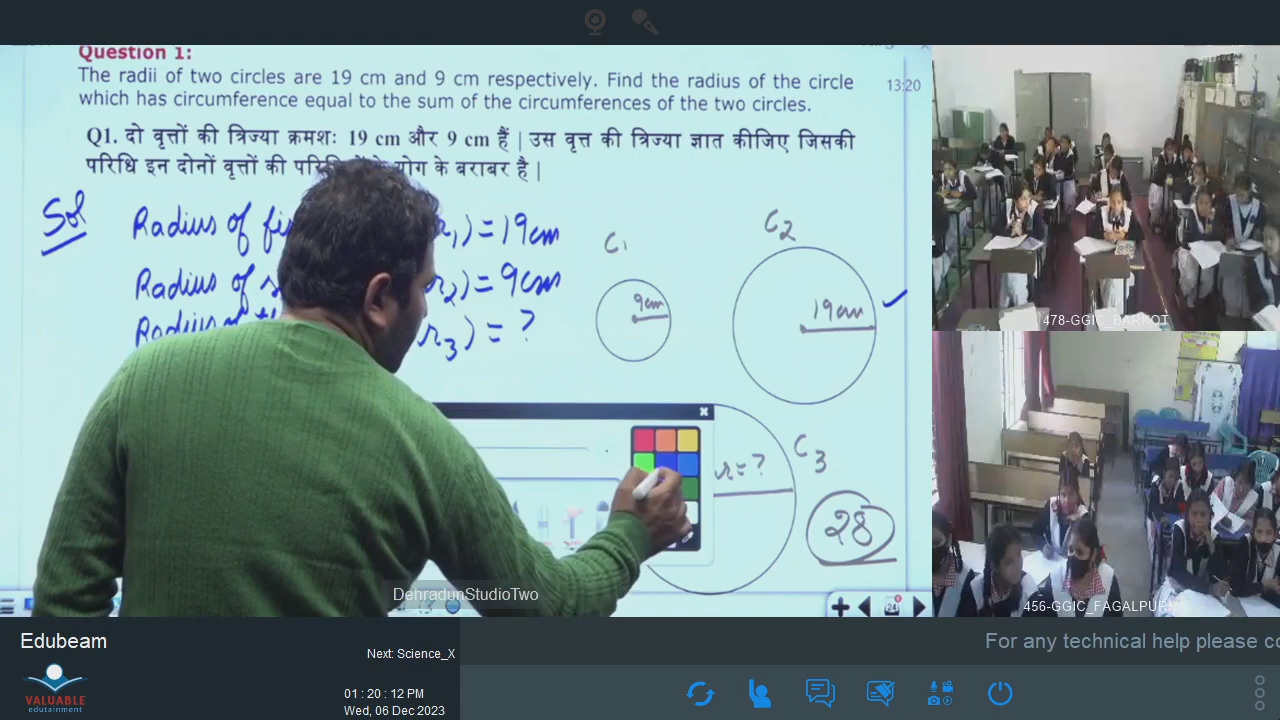 Question 1:
The radii of two circles are 19 cm and 9 cm respectively. Find the radius of the circle
which has circumference equal to the sum of the circumferences of the two circles.
13:20
Q1. दो वृत्तों की त्रिज्या क्रमशः 19 cm और 9 cm हैं | उस वृत्त की त्रिज्या ज्ञात कीजिए जिसकी
परिधि इन दोनों वृत्तों की योग के बराबर है |
Sol
Radius of 1) = 19cm
Radius of r2) = 9cm
Radius r3) = ?
C1
9cm
C2
19cm
r = ?
C3
28
DehradunStudioTwo
24
478-GGIC_BARKOT
456-GGIC_FAGALPUR
Edubeam
Next: Science_X
VALUABLE
edutainment
01 : 20 : 12 PM
Wed, 06 Dec 2023
For any technical help please